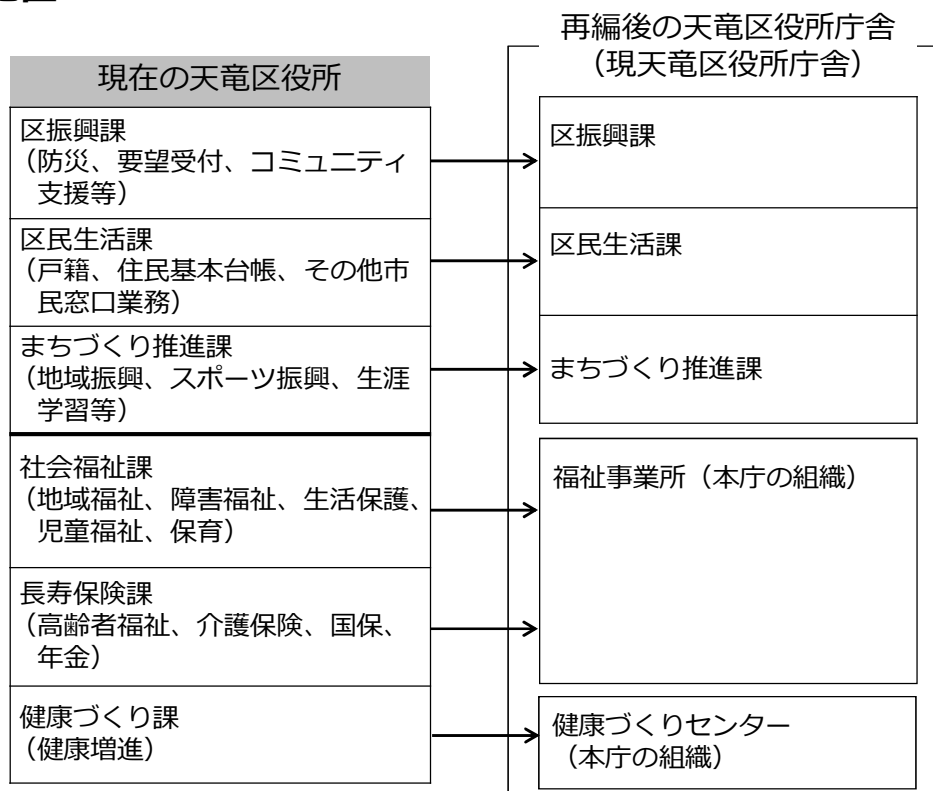 現在の天竜区役所
区振興課
（防災、要望受付、コミュニティ
支援等）
区民生活課
（戸籍、住民基本台帳、その他市
民窓口業務）
まちづくり推進課
（地域振興、スポーツ振興、生涯
学習等）
社会福祉課
（地域福祉、障害福祉、生活保護、
児童福祉、保育）
長寿保険課
（高齢者福祉、介護保険、国保、
年金）
健康づくり課
（健康増進）
再編後の天竜区役所庁舎
（現天竜区役所庁舎）
区振興課
区民生活課
まちづくり推進課
福祉事業所（本庁の組織）
健康づくりセンター
（本庁の組織）